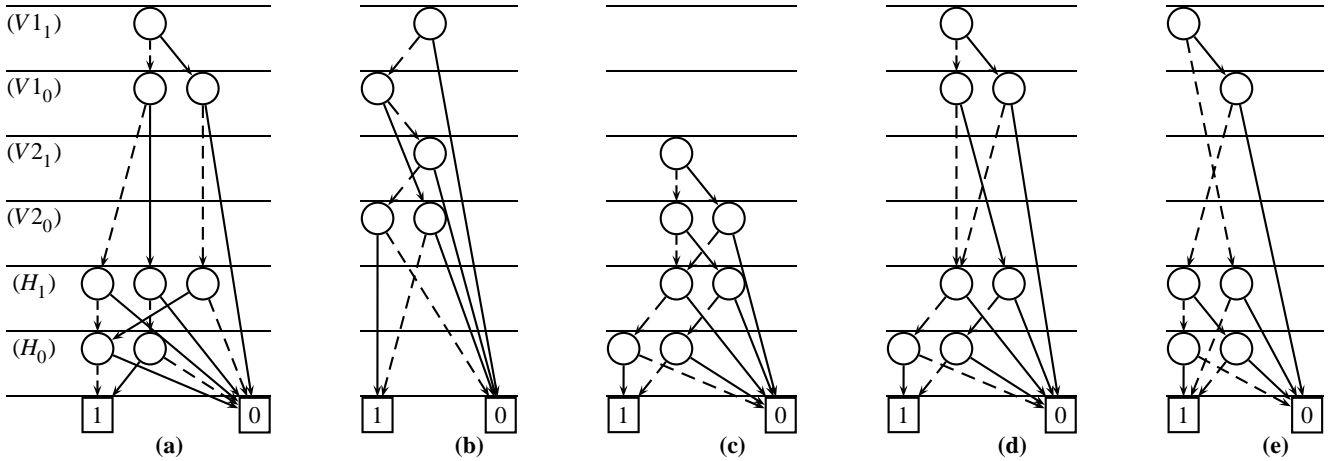 (V1₁)
(V1₀)
(V2₁)
(V2₀)
(H₁)
(H₀)
1 0 1 0 1 0 1 0 1 0
(a) (b) (c) (d) (e)